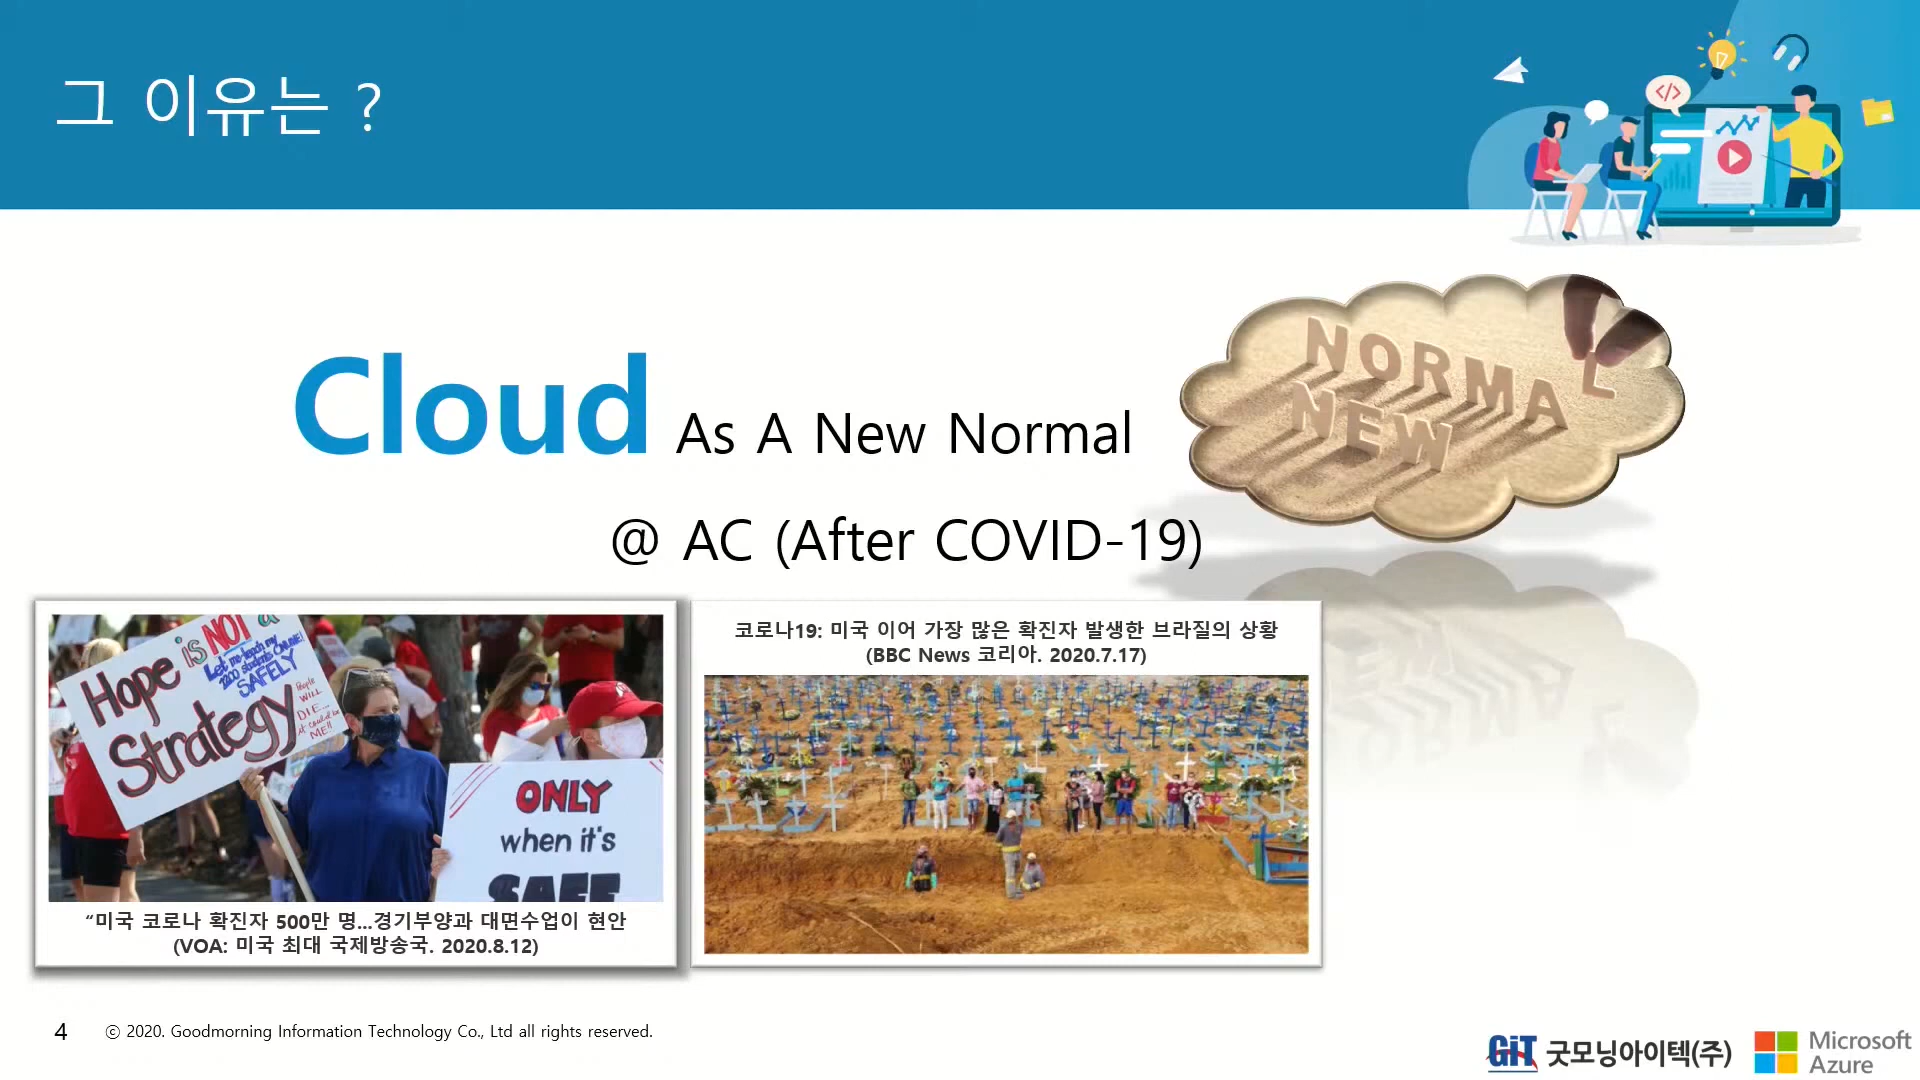 그 이유는 ?
</>
NORMAL
NEW
Cloud As A New Normal
@ AC (After COVID-19)
Hope is NOT a
Strategy
Let me teach my
1200 students ONLINE!
SAFELY
People
WILL
DIE...
it could be
ME!!
ONLY
when it's
SAFE
“미국 코로나 확진자 500만 명...경기부양과 대면수업이 현안
(VOA: 미국 최대 국제방송국. 2020.8.12)
코로나19: 미국 이어 가장 많은 확진자 발생한 브라질의 상황
(BBC News 코리아. 2020.7.17)
4
ⓒ 2020. Goodmorning Information Technology Co., Ltd all rights reserved.
GiT 굿모닝아이텍(주)
Microsoft
Azure